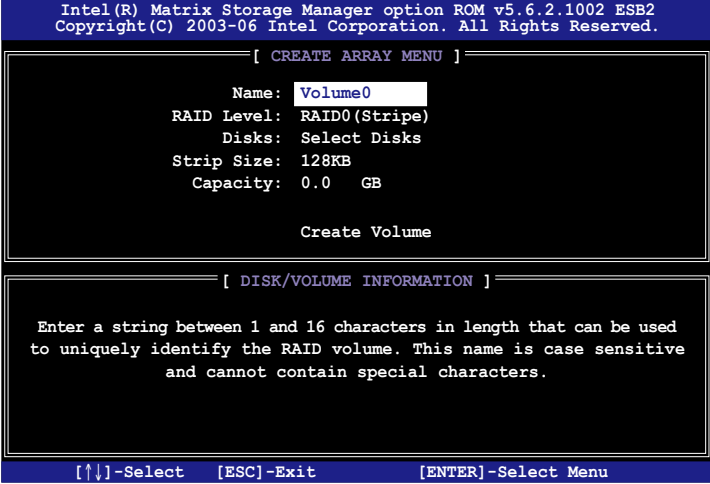 Intel(R) Matrix Storage Manager option ROM v5.6.2.1002 ESB2
Copyright(C) 2003-06 Intel Corporation. All Rights Reserved.
[ CREATE ARRAY MENU ]
Name: Volume0
RAID Level: RAID0(Stripe)
Disks: Select Disks
Strip Size: 128KB
Capacity: 0.0 GB
Create Volume
[ DISK/VOLUME INFORMATION ]
Enter a string between 1 and 16 characters in length that can be used
to uniquely identify the RAID volume. This name is case sensitive
and cannot contain special characters.
[↑↓]-Select [ESC]-Exit [ENTER]-Select Menu